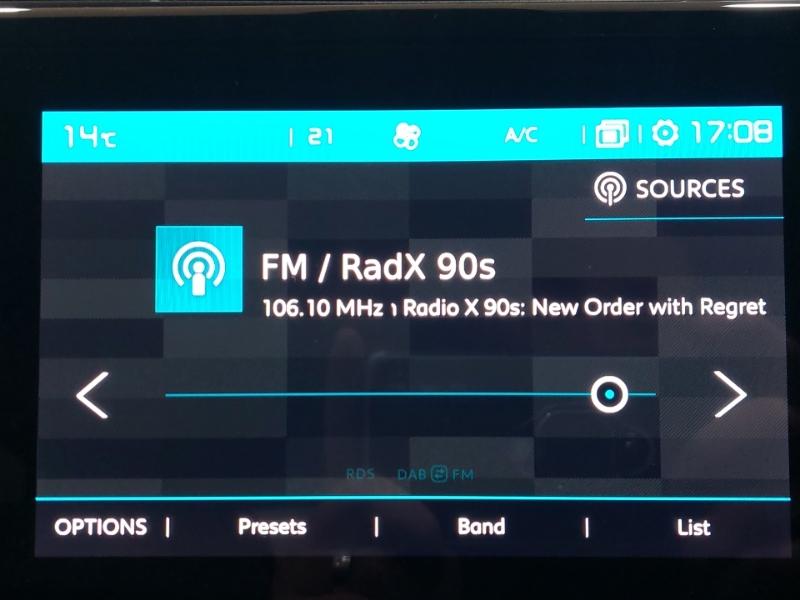 14℃ | 21 A/C | | 17:08
SOURCES
FM / RadX 90s
106.10 MHz ı Radio X 90s: New Order with Regret
RDS DAB FM
OPTIONS | Presets | Band | List